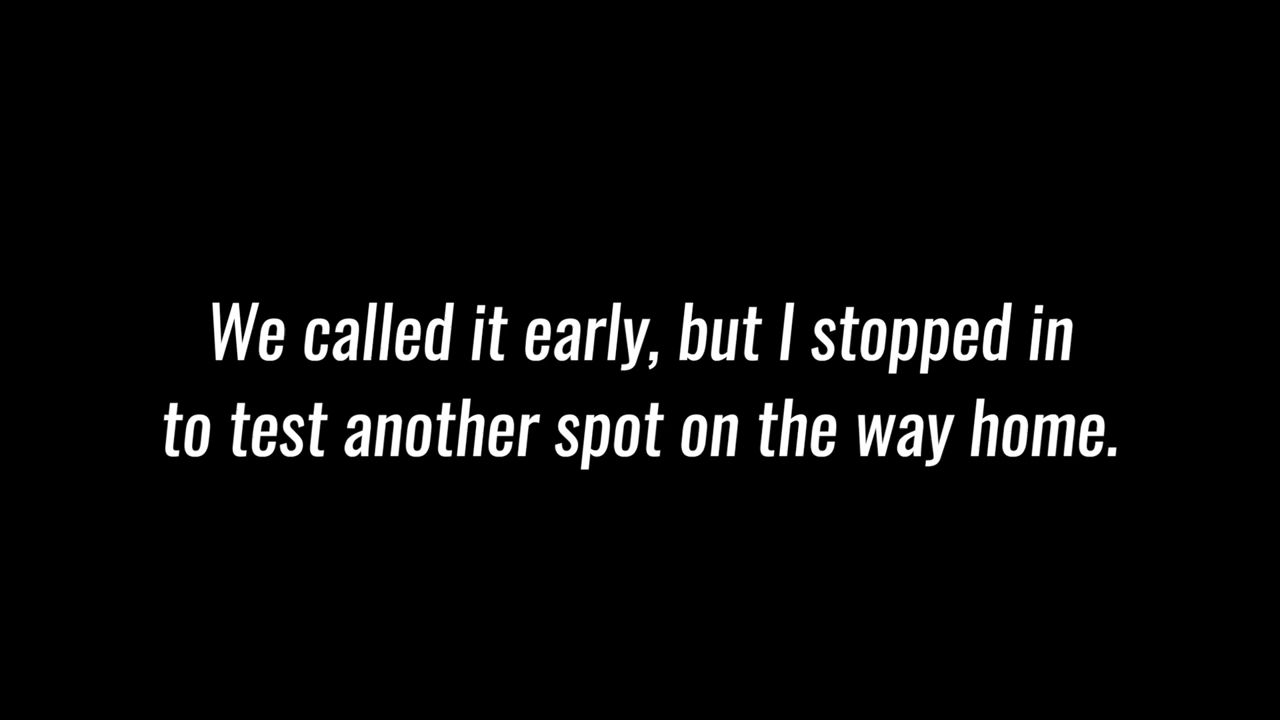 We called it early, but I stopped in
to test another spot on the way home.